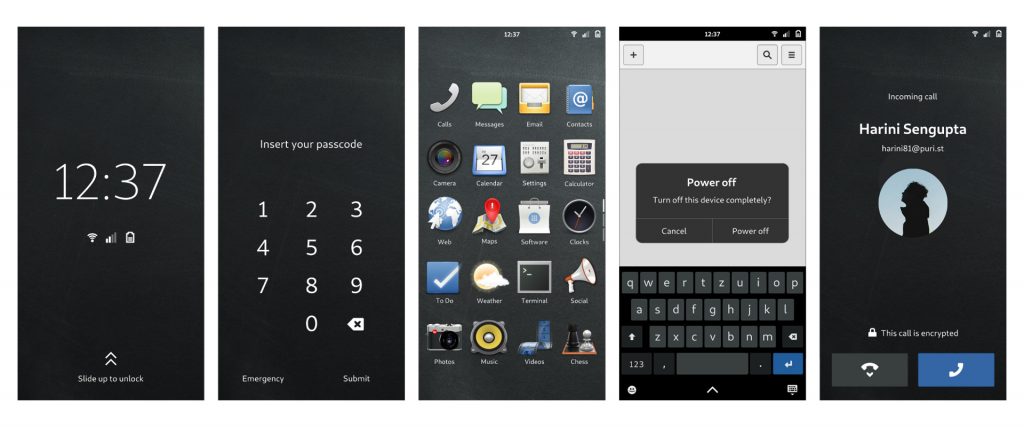 12:37
Slide up to unlock
Insert your passcode
1 2 3
4 5 6
7 8 9
0
Emergency Submit
12:37
Calls Messages Email Contacts
@
27
Camera Calendar Settings Calculator
Web Maps Software Clocks
>_
To Do Weather Terminal Social
Photos Music Videos Chess
12:37
+
Power off
Turn off this device completely?
Cancel Power off
q w e r t z u i o p
a s d f g h j k l
z x c v b n m
123 , .
Incoming call
Harini Sengupta
harini81@puri.st
This call is encrypted